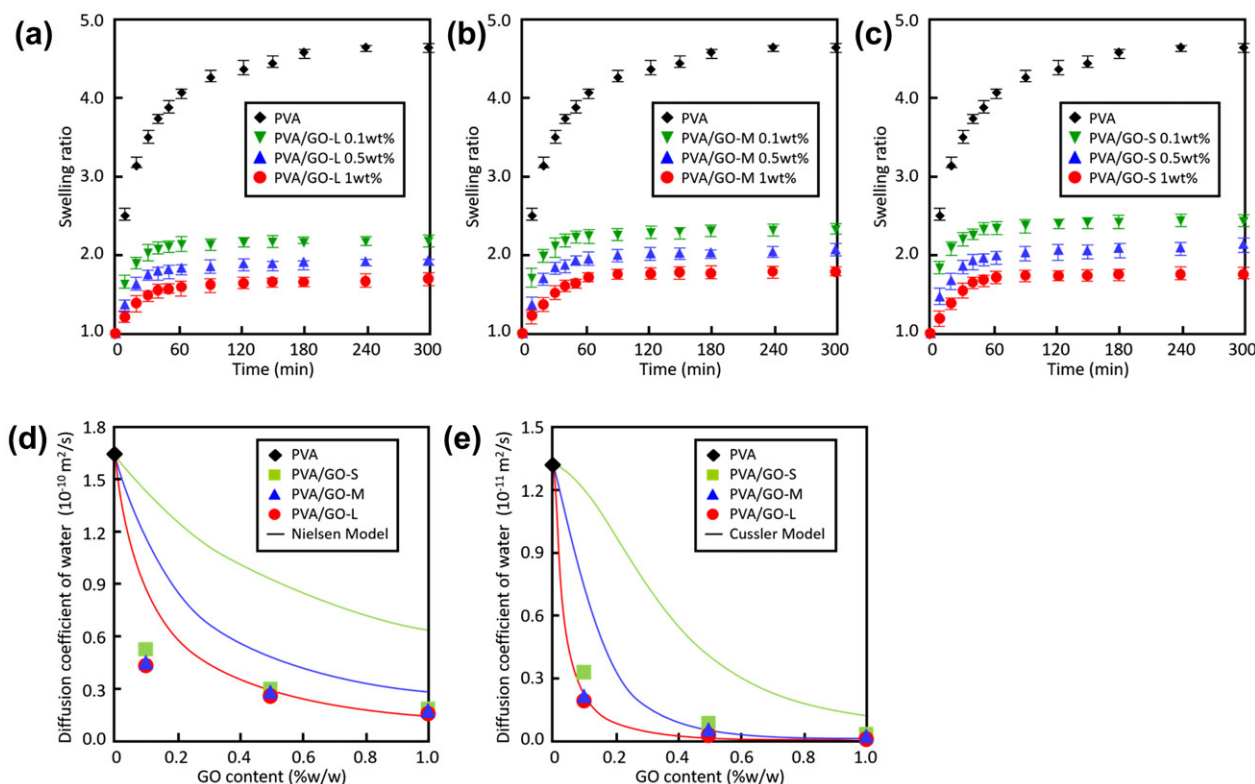 (a)
Swelling ratio
5.0
4.0
3.0
2.0
1.0
PVA
PVA/GO-L 0.1wt%
PVA/GO-L 0.5wt%
PVA/GO-L 1wt%
0 60 120 180 240 300
Time (min)
(b)
Swelling ratio
5.0
4.0
3.0
2.0
1.0
PVA
PVA/GO-M 0.1wt%
PVA/GO-M 0.5wt%
PVA/GO-M 1wt%
0 60 120 180 240 300
Time (min)
(c)
Swelling ratio
5.0
4.0
3.0
2.0
1.0
PVA
PVA/GO-S 0.1wt%
PVA/GO-S 0.5wt%
PVA/GO-S 1wt%
0 60 120 180 240 300
Time (min)
(d)
Diffusion coefficient of water (10⁻¹⁰ m²/s)
1.8
1.5
1.2
0.9
0.6
0.3
0.0
PVA
PVA/GO-S
PVA/GO-M
PVA/GO-L
Nielsen Model
0 0.2 0.4 0.6 0.8 1.0
GO content (%w/w)
(e)
Diffusion coefficient of water (10⁻¹¹ m²/s)
1.5
1.2
0.9
0.6
0.3
0.0
PVA
PVA/GO-S
PVA/GO-M
PVA/GO-L
Cussler Model
0 0.2 0.4 0.6 0.8 1.0
GO content (%w/w)